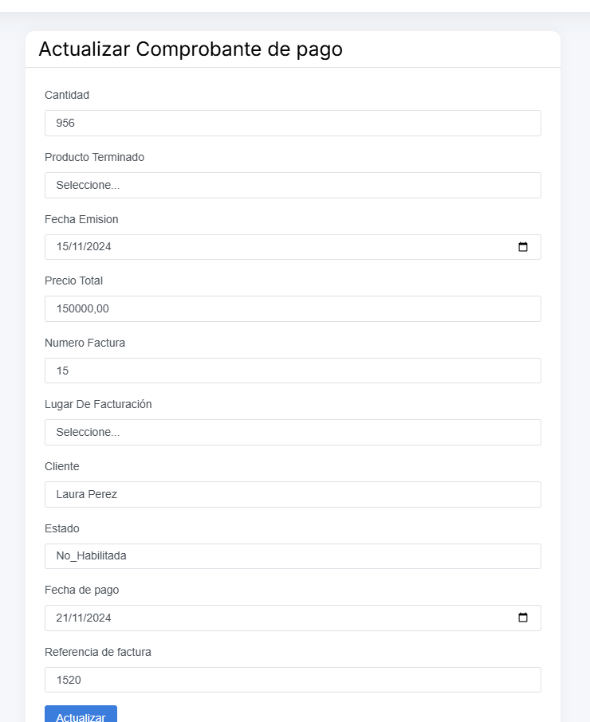 Actualizar Comprobante de pago
Cantidad
956
Producto Terminado
Seleccione...
Fecha Emision
15/11/2024
Precio Total
150000,00
Numero Factura
15
Lugar De Facturación
Seleccione...
Cliente
Laura Perez
Estado
No_Habilitada
Fecha de pago
21/11/2024
Referencia de factura
1520
Actualizar